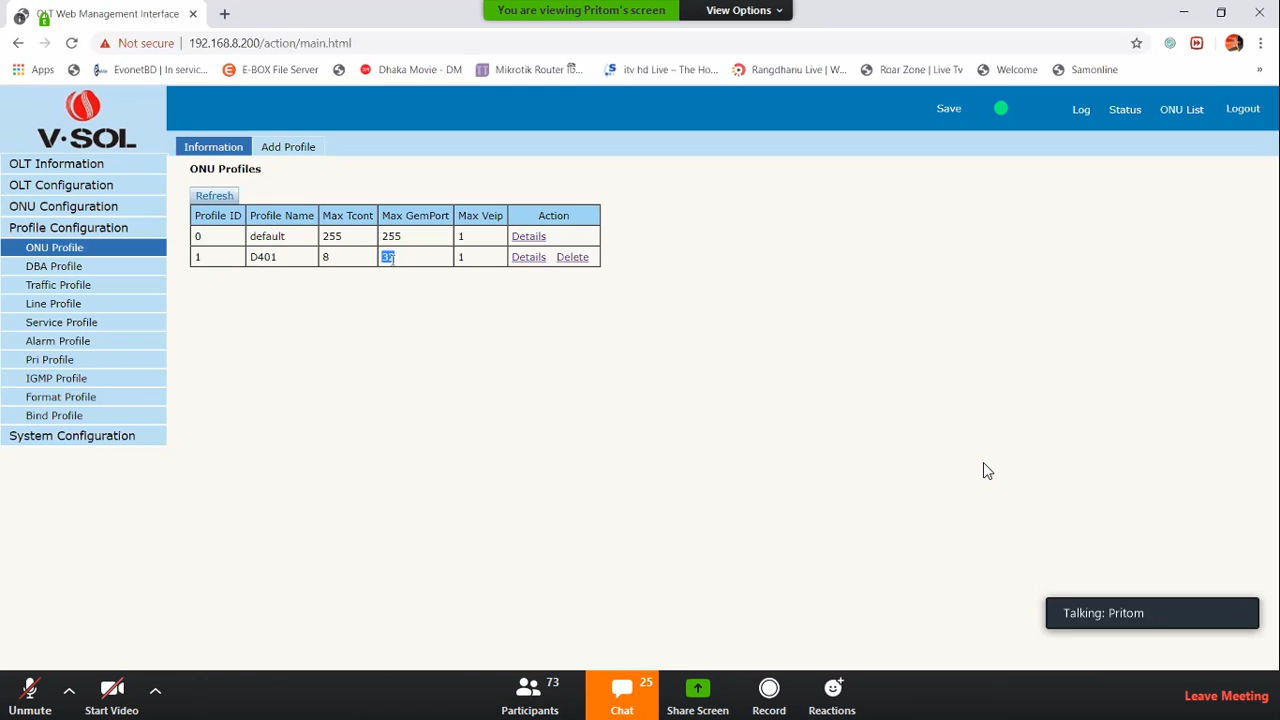 OLT Web Management Interface
You are viewing Pritom's screen
View Options
Not secure
192.168.8.200/action/main.html
Apps
EvonetBD | In servic...
E-BOX File Server
Dhaka Movie - DM
Mikrotik Router
itv hd Live – The Ho...
Rangdhanu Live | W...
Roar Zone | Live Tv
Welcome
Samonline
»
V·SOL
Save
Log
Status
ONU List
Logout
OLT Information
OLT Configuration
ONU Configuration
Profile Configuration
ONU Profile
DBA Profile
Traffic Profile
Line Profile
Service Profile
Alarm Profile
Pri Profile
IGMP Profile
Format Profile
Bind Profile
System Configuration
Information
Add Profile
ONU Profiles
Refresh
Profile ID Profile Name Max Tcont Max GemPort Max Veip Action
0 default 255 255 1 Details
1 D401 8 1 Details Delete
Talking: Pritom
Unmute
Start Video
73
Participants
25
Chat
Share Screen
Record
Reactions
Leave Meeting